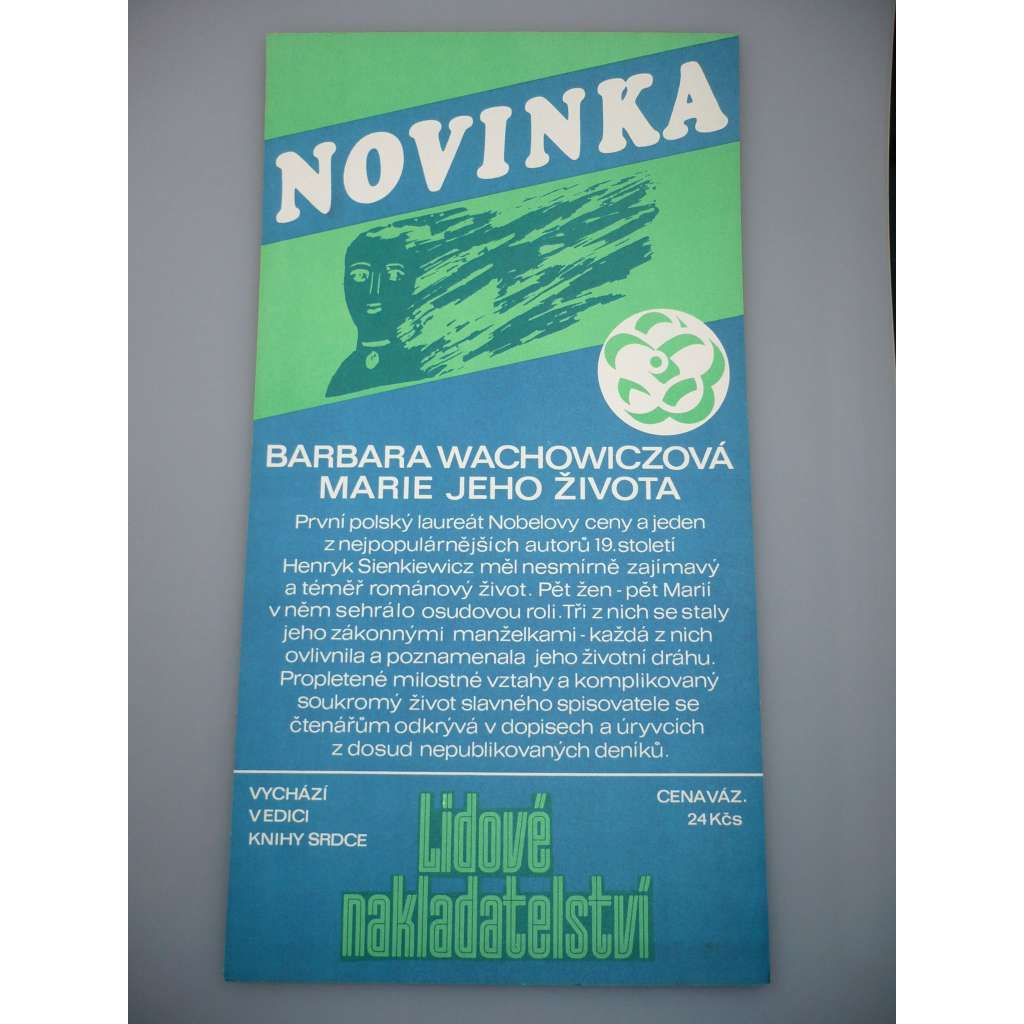 NOVINKA
BARBARA WACHOWICZOVÁ
MARIE JEHO ŽIVOTA
První polský laureát Nobelovy ceny a jeden
z nejpopulárnějších autorů 19. století
Henryk Sienkiewicz měl nesmírně zajímavý
a téměř románový život. Pět žen - pět Marií
v něm sehrálo osudovou roli. Tři z nich se staly
jeho zákonnými manželkami - každá z nich
ovlivnila a poznamenala jeho životní dráhu.
Propletené milostné vztahy a komplikovaný
soukromý život slavného spisovatele se
čtenářům odkrývá v dopisech a úryvcích
z dosud nepublikovaných deníků.
VYCHÁZÍ
V EDICI
KNIHY SRDCE
CENA VÁZ.
24 Kčs
Lidové
nakladatelství